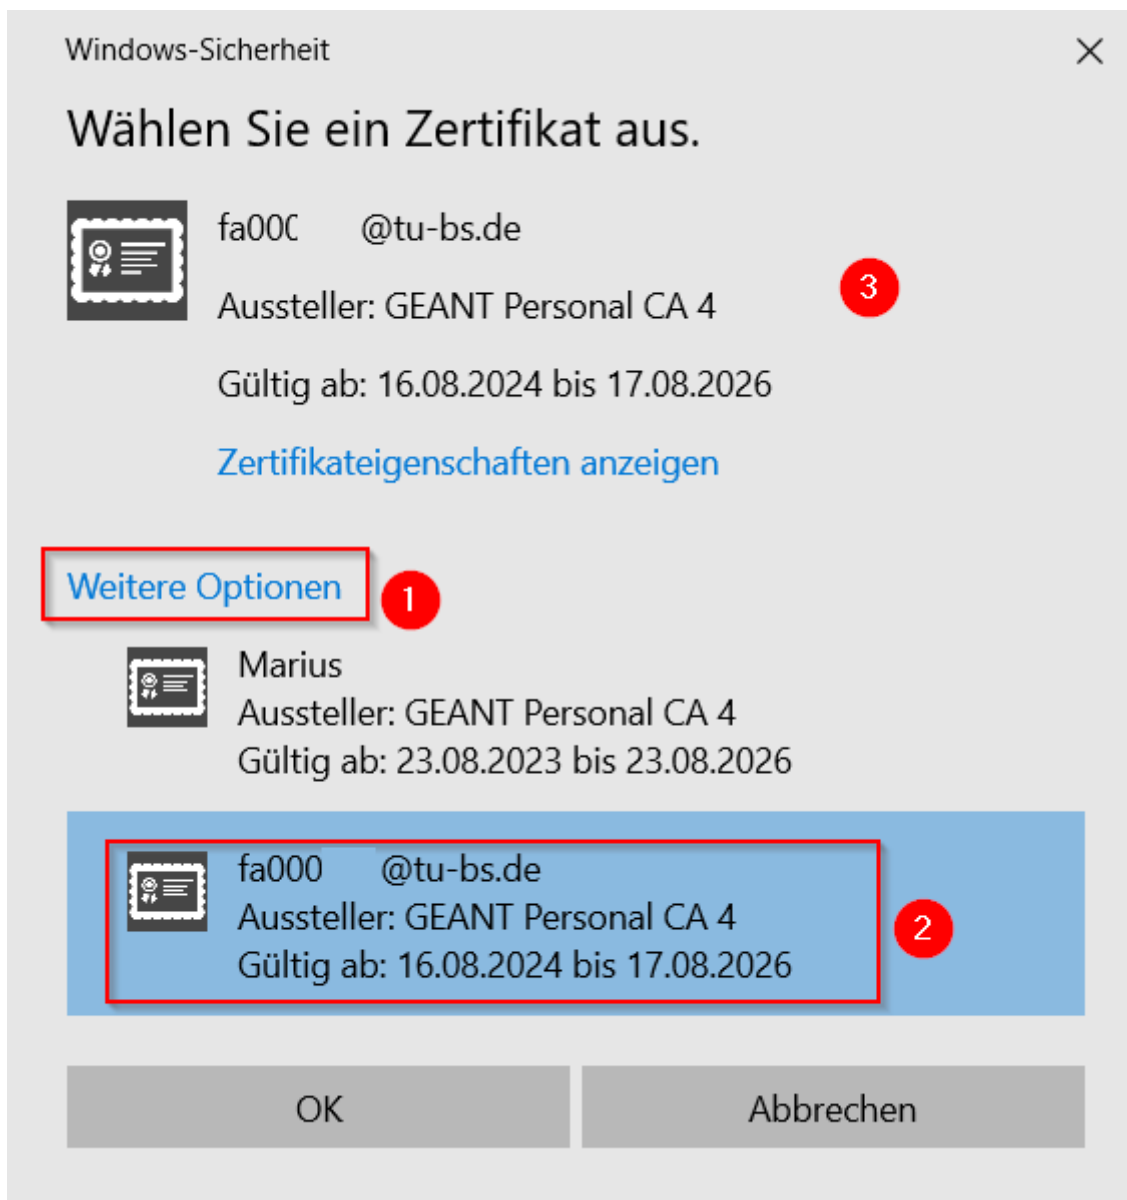 Windows-Sicherheit
Wählen Sie ein Zertifikat aus.
fa000 @tu-bs.de
Aussteller: GEANT Personal CA 4
3
Gültig ab: 16.08.2024 bis 17.08.2026
Zertifikateigenschaften anzeigen
Weitere Optionen
1
Marius
Aussteller: GEANT Personal CA 4
Gültig ab: 23.08.2023 bis 23.08.2026
fa000 @tu-bs.de
Aussteller: GEANT Personal CA 4
2
Gültig ab: 16.08.2024 bis 17.08.2026
OK Abbrechen